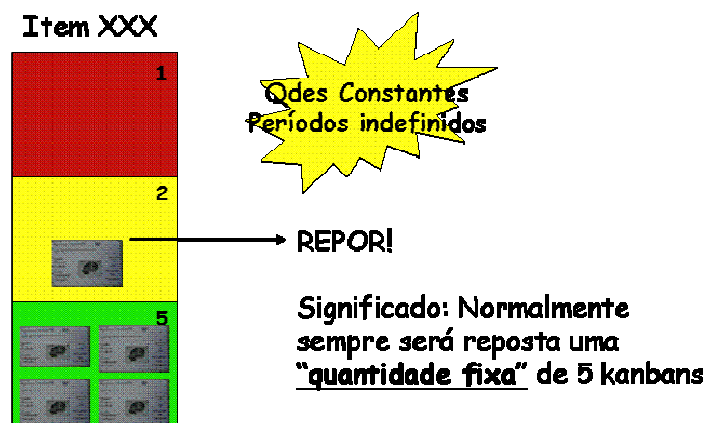 Item XXX
1
Qdes Constantes
Períodos indefinidos
2
REPOR!
5
Significado: Normalmente
sempre será reposta uma
“quantidade fixa” de 5 kanbans